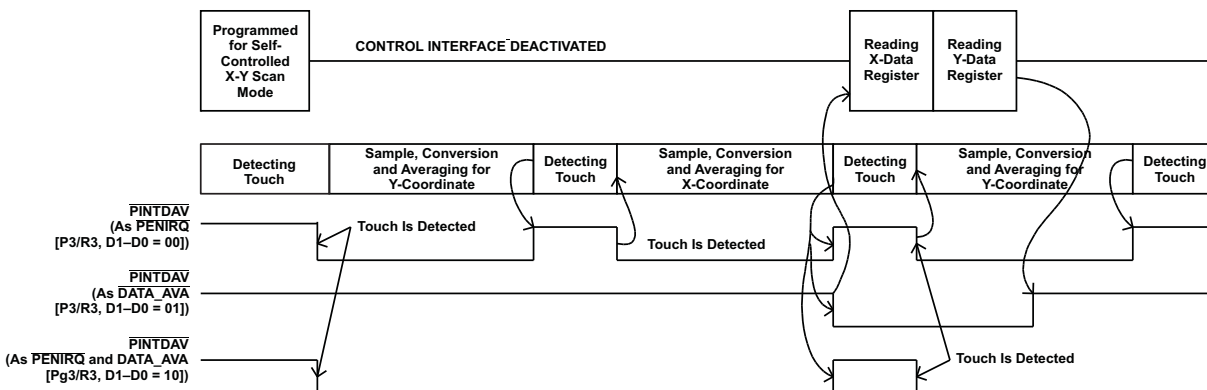 Programmed
for Self-
Controlled
X-Y Scan
Mode
CONTROL INTERFACE DEACTIVATED
Reading
X-Data
Register
Reading
Y-Data
Register
Detecting
Touch
Sample, Conversion
and Averaging for
Y-Coordinate
Detecting
Touch
Sample, Conversion
and Averaging for
X-Coordinate
Detecting
Touch
Sample, Conversion
and Averaging for
Y-Coordinate
Detecting
Touch
PINTDAV
(As PENIRQ
[P3/R3, D1–D0 = 00])
Touch Is Detected
Touch Is Detected
PINTDAV
(As DATA_AVA
[P3/R3, D1–D0 = 01])
PINTDAV
(As PENIRQ and DATA_AVA
[Pg3/R3, D1–D0 = 10])
Touch Is Detected